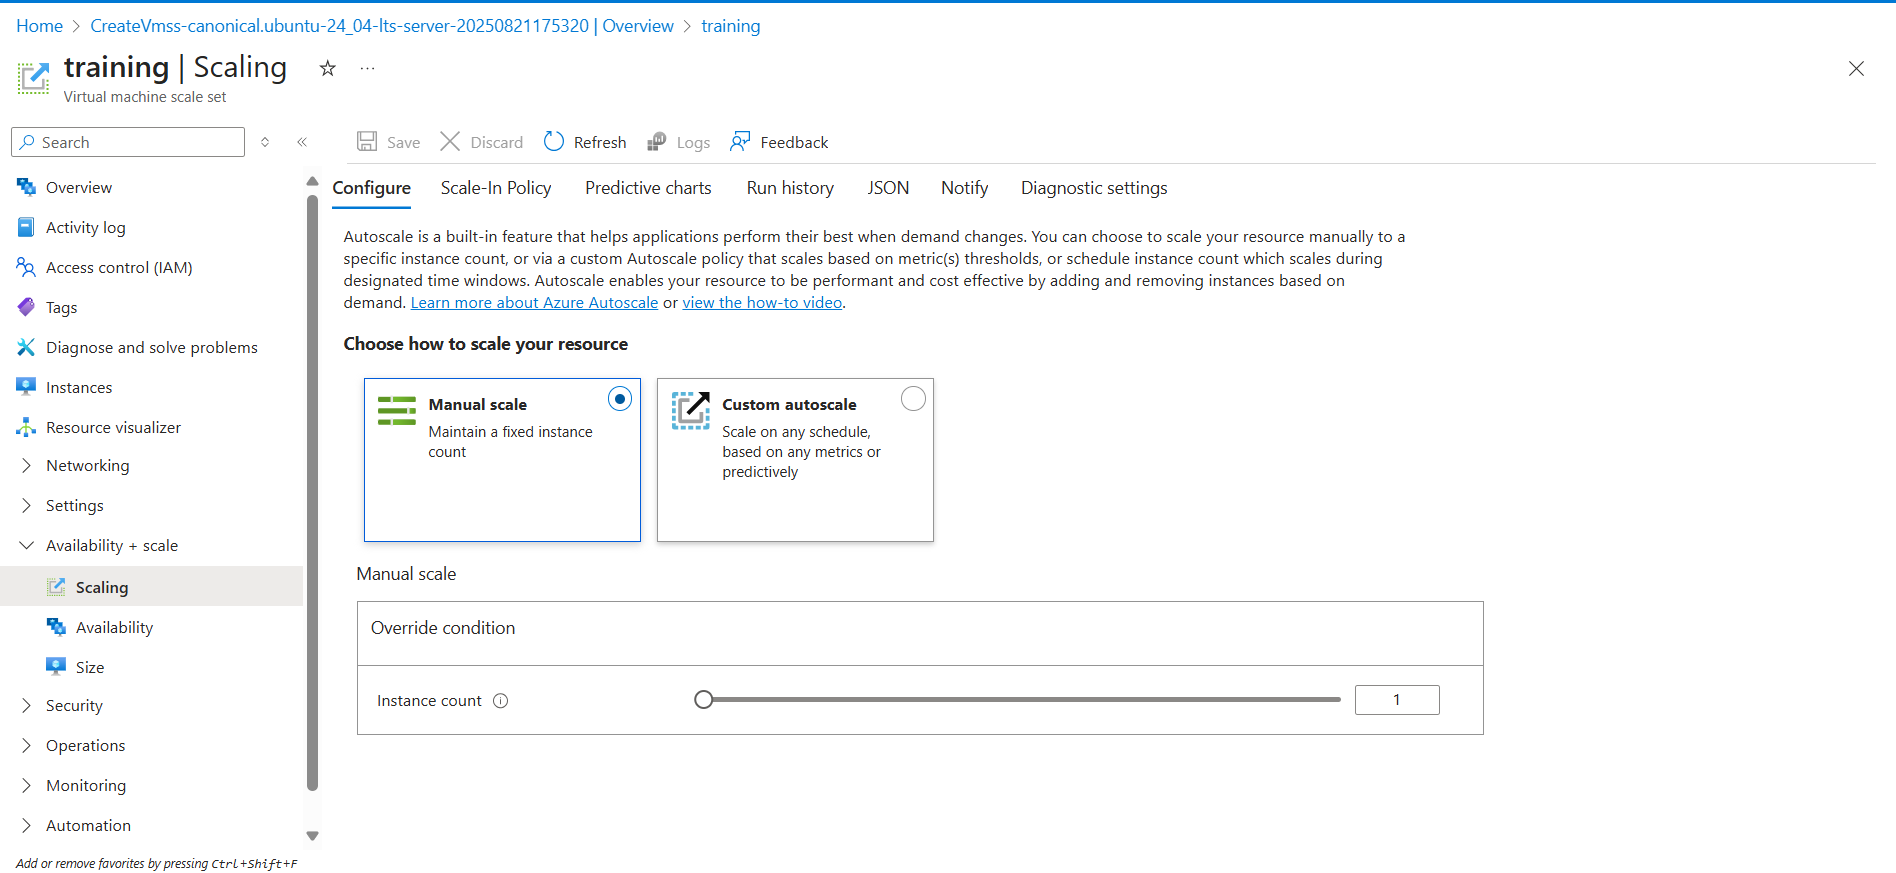 Home > CreateVmss-canonical.ubuntu-24_04-lts-server-20250821175320 | Overview > training
training | Scaling
Virtual machine scale set
Search
Save
Discard
Refresh
Logs
Feedback
Overview
Activity log
Access control (IAM)
Tags
Diagnose and solve problems
Instances
Resource visualizer
Networking
Settings
Availability + scale
Scaling
Availability
Size
Security
Operations
Monitoring
Automation
Add or remove favorites by pressing Ctrl+Shift+F
Configure
Scale-In Policy
Predictive charts
Run history
JSON
Notify
Diagnostic settings
Autoscale is a built-in feature that helps applications perform their best when demand changes. You can choose to scale your resource manually to a
specific instance count, or via a custom Autoscale policy that scales based on metric(s) thresholds, or schedule instance count which scales during
designated time windows. Autoscale enables your resource to be performant and cost effective by adding and removing instances based on
demand. Learn more about Azure Autoscale or view the how-to video.
Choose how to scale your resource
Manual scale
Maintain a fixed instance
count
Custom autoscale
Scale on any schedule,
based on any metrics or
predictively
Manual scale
Override condition
Instance count
1